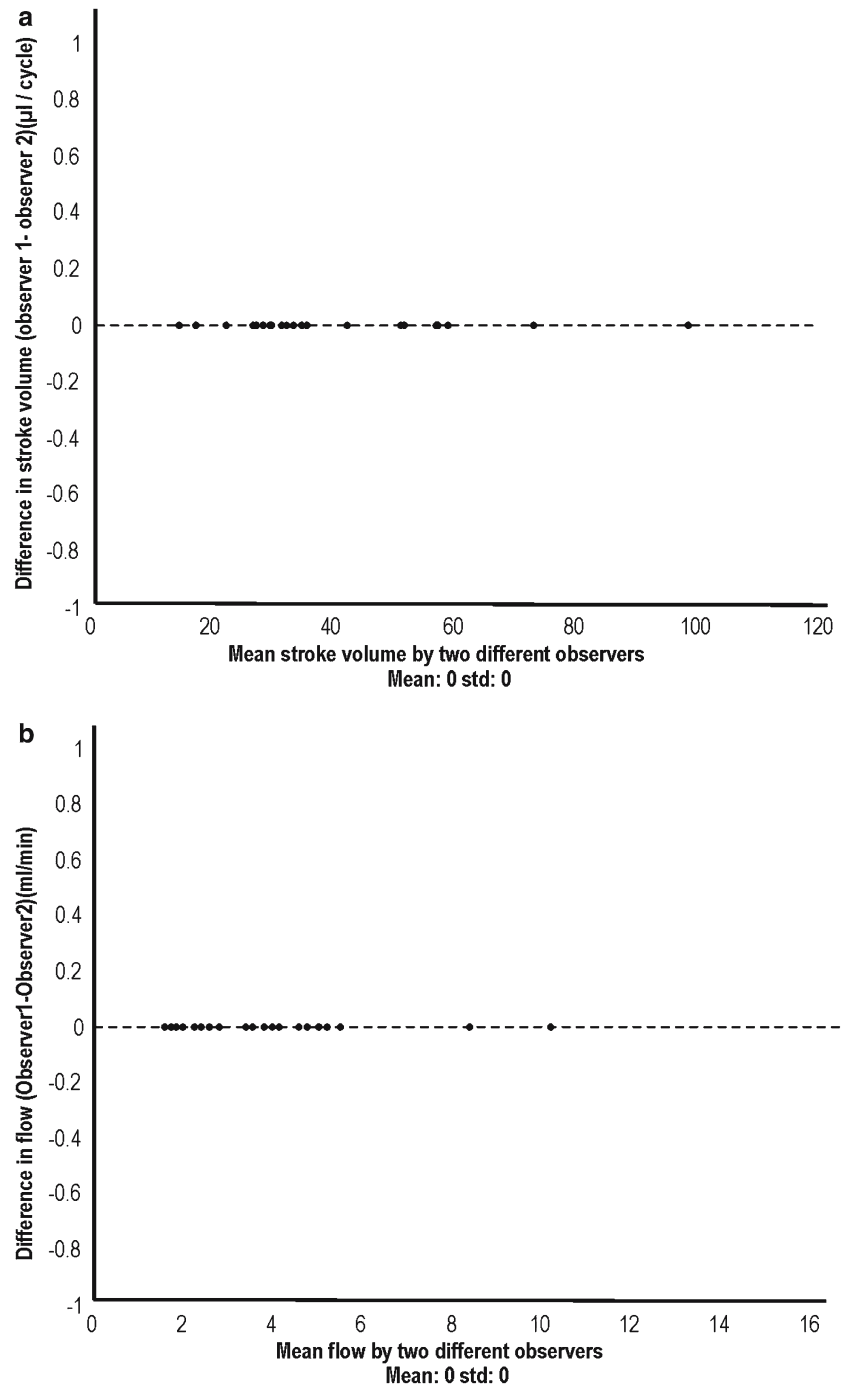 a
Difference in stroke volume (observer 1- observer 2)(µl / cycle)
1
0.8
0.6
0.4
0.2
0
-0.2
-0.4
-0.6
-0.8
-1
0 20 40 60 80 100 120
Mean stroke volume by two different observers
Mean: 0 std: 0
b
Difference in flow (Observer1-Observer2)(ml/min)
1
0.8
0.6
0.4
0.2
0
-0.2
-0.4
-0.6
-0.8
-1
0 2 4 6 8 10 12 14 16
Mean flow by two different observers
Mean: 0 std: 0